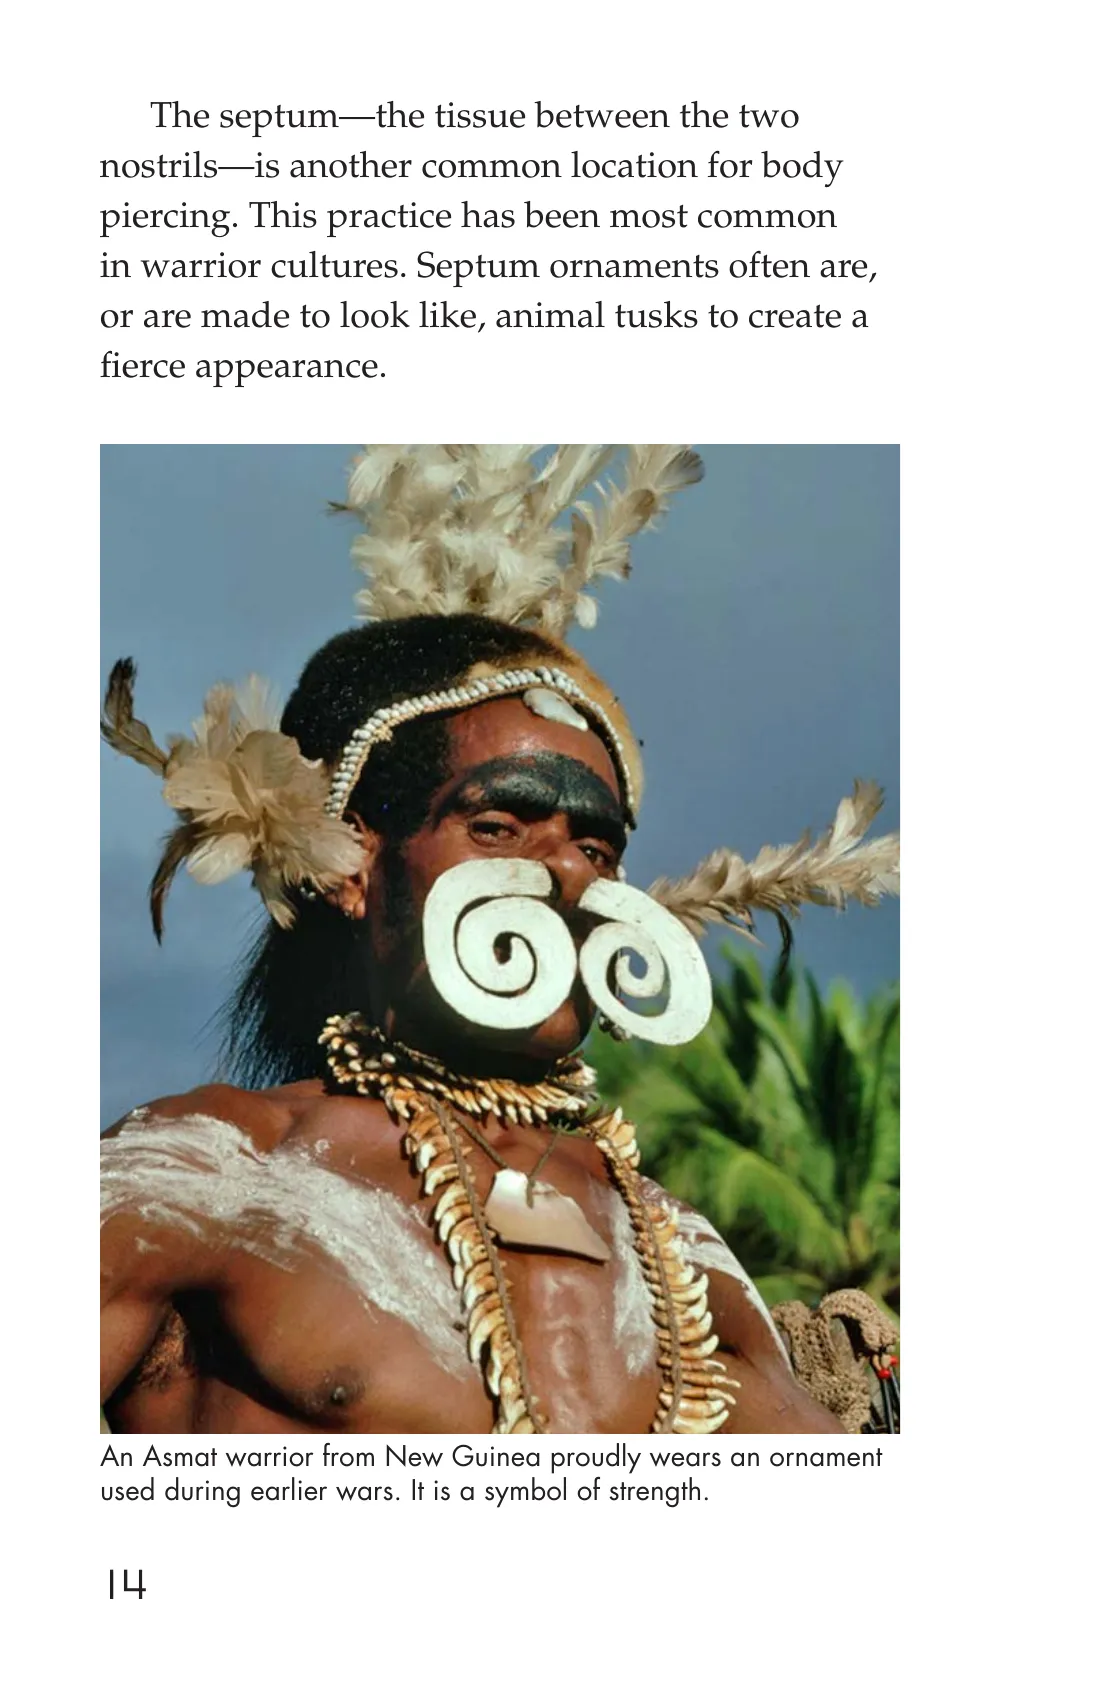 The septum—the tissue between the two
nostrils—is another common location for body
piercing. This practice has been most common
in warrior cultures. Septum ornaments often are,
or are made to look like, animal tusks to create a
fierce appearance.
An Asmat warrior from New Guinea proudly wears an ornament
used during earlier wars. It is a symbol of strength.
14